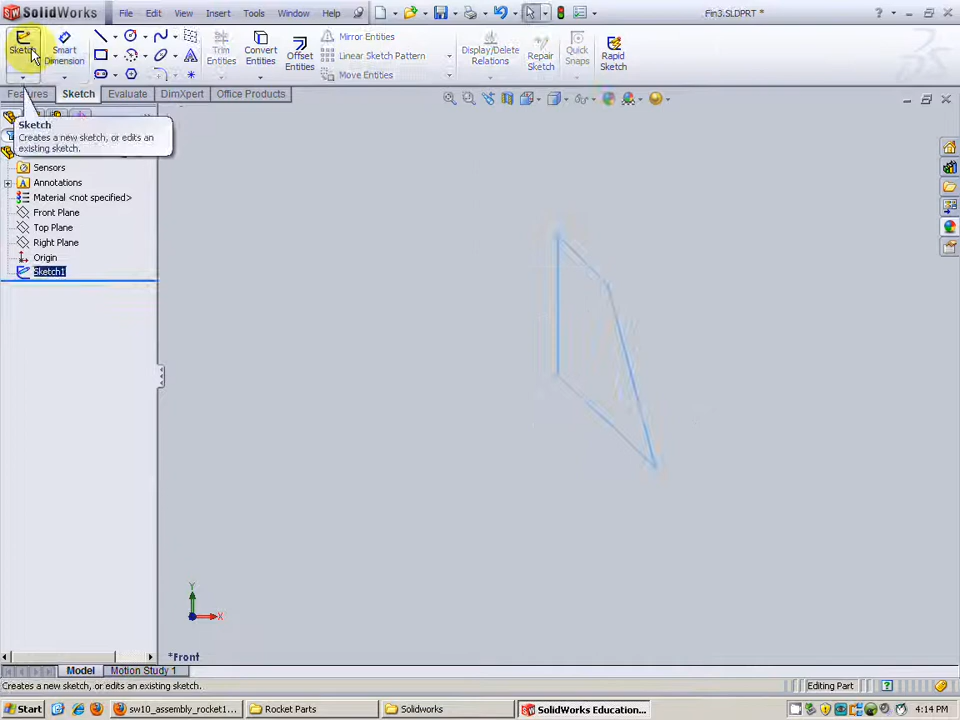 SolidWorks File Edit View Insert Tools Window Help Fin3.SLDPRT *
Sketch Smart Dimension Trim Entities Convert Entities Offset Entities Mirror Entities Linear Sketch Pattern Move Entities Display/Delete Relations Repair Sketch Quick Snaps Rapid Sketch
Features Sketch Evaluate DimXpert Office Products
Sketch
Creates a new sketch, or edits an
existing sketch.
Sensors
Annotations
Material <not specified>
Front Plane
Top Plane
Right Plane
Origin
Sketch1
Y
X
*Front
Model Motion Study 1
Creates a new sketch, or edits an existing sketch. Editing Part
Start sw10_assembly_rocket1... Rocket Parts Solidworks SolidWorks Education... 4:14 PM